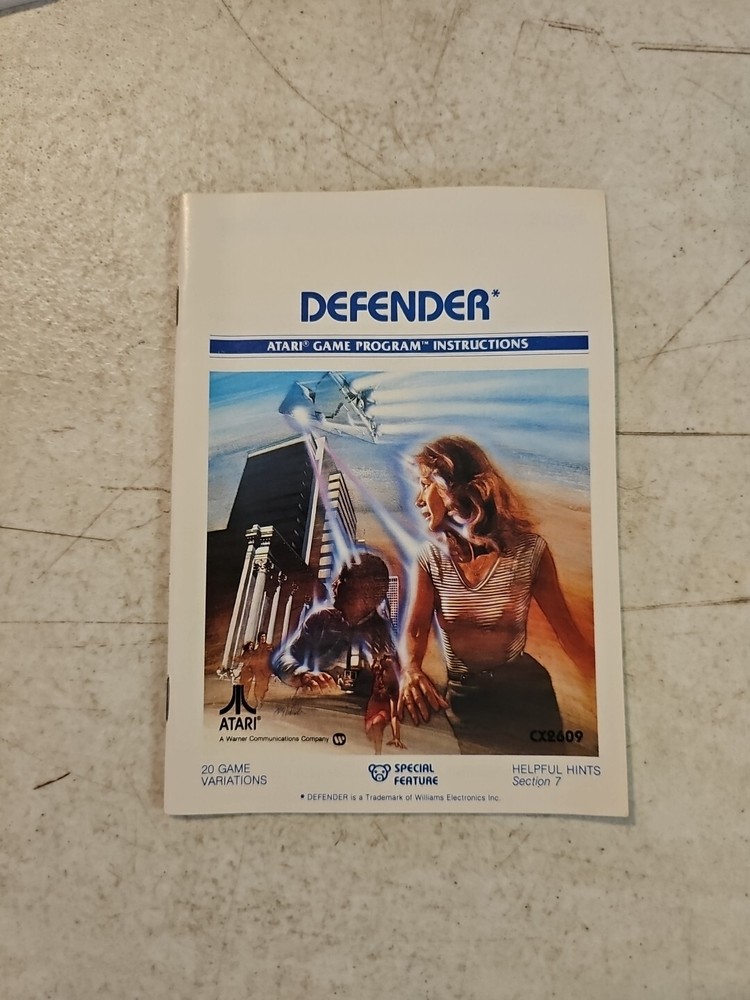 DEFENDER*
ATARI® GAME PROGRAM™ INSTRUCTIONS
ATARI®
A Warner Communications Company
CX2609
20 GAME
VARIATIONS
SPECIAL
FEATURE
HELPFUL HINTS
Section 7
* DEFENDER is a Trademark of Williams Electronics Inc.